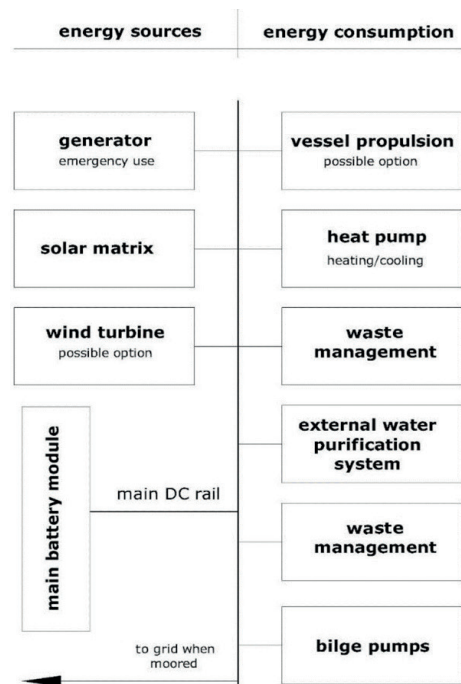 energy sources
energy consumption
generator
emergency use
vessel propulsion
possible option
solar matrix
heat pump
heating/cooling
wind turbine
possible option
waste
management
main battery module
external water
purification
system
main DC rail
waste
management
to grid when
moored
bilge pumps